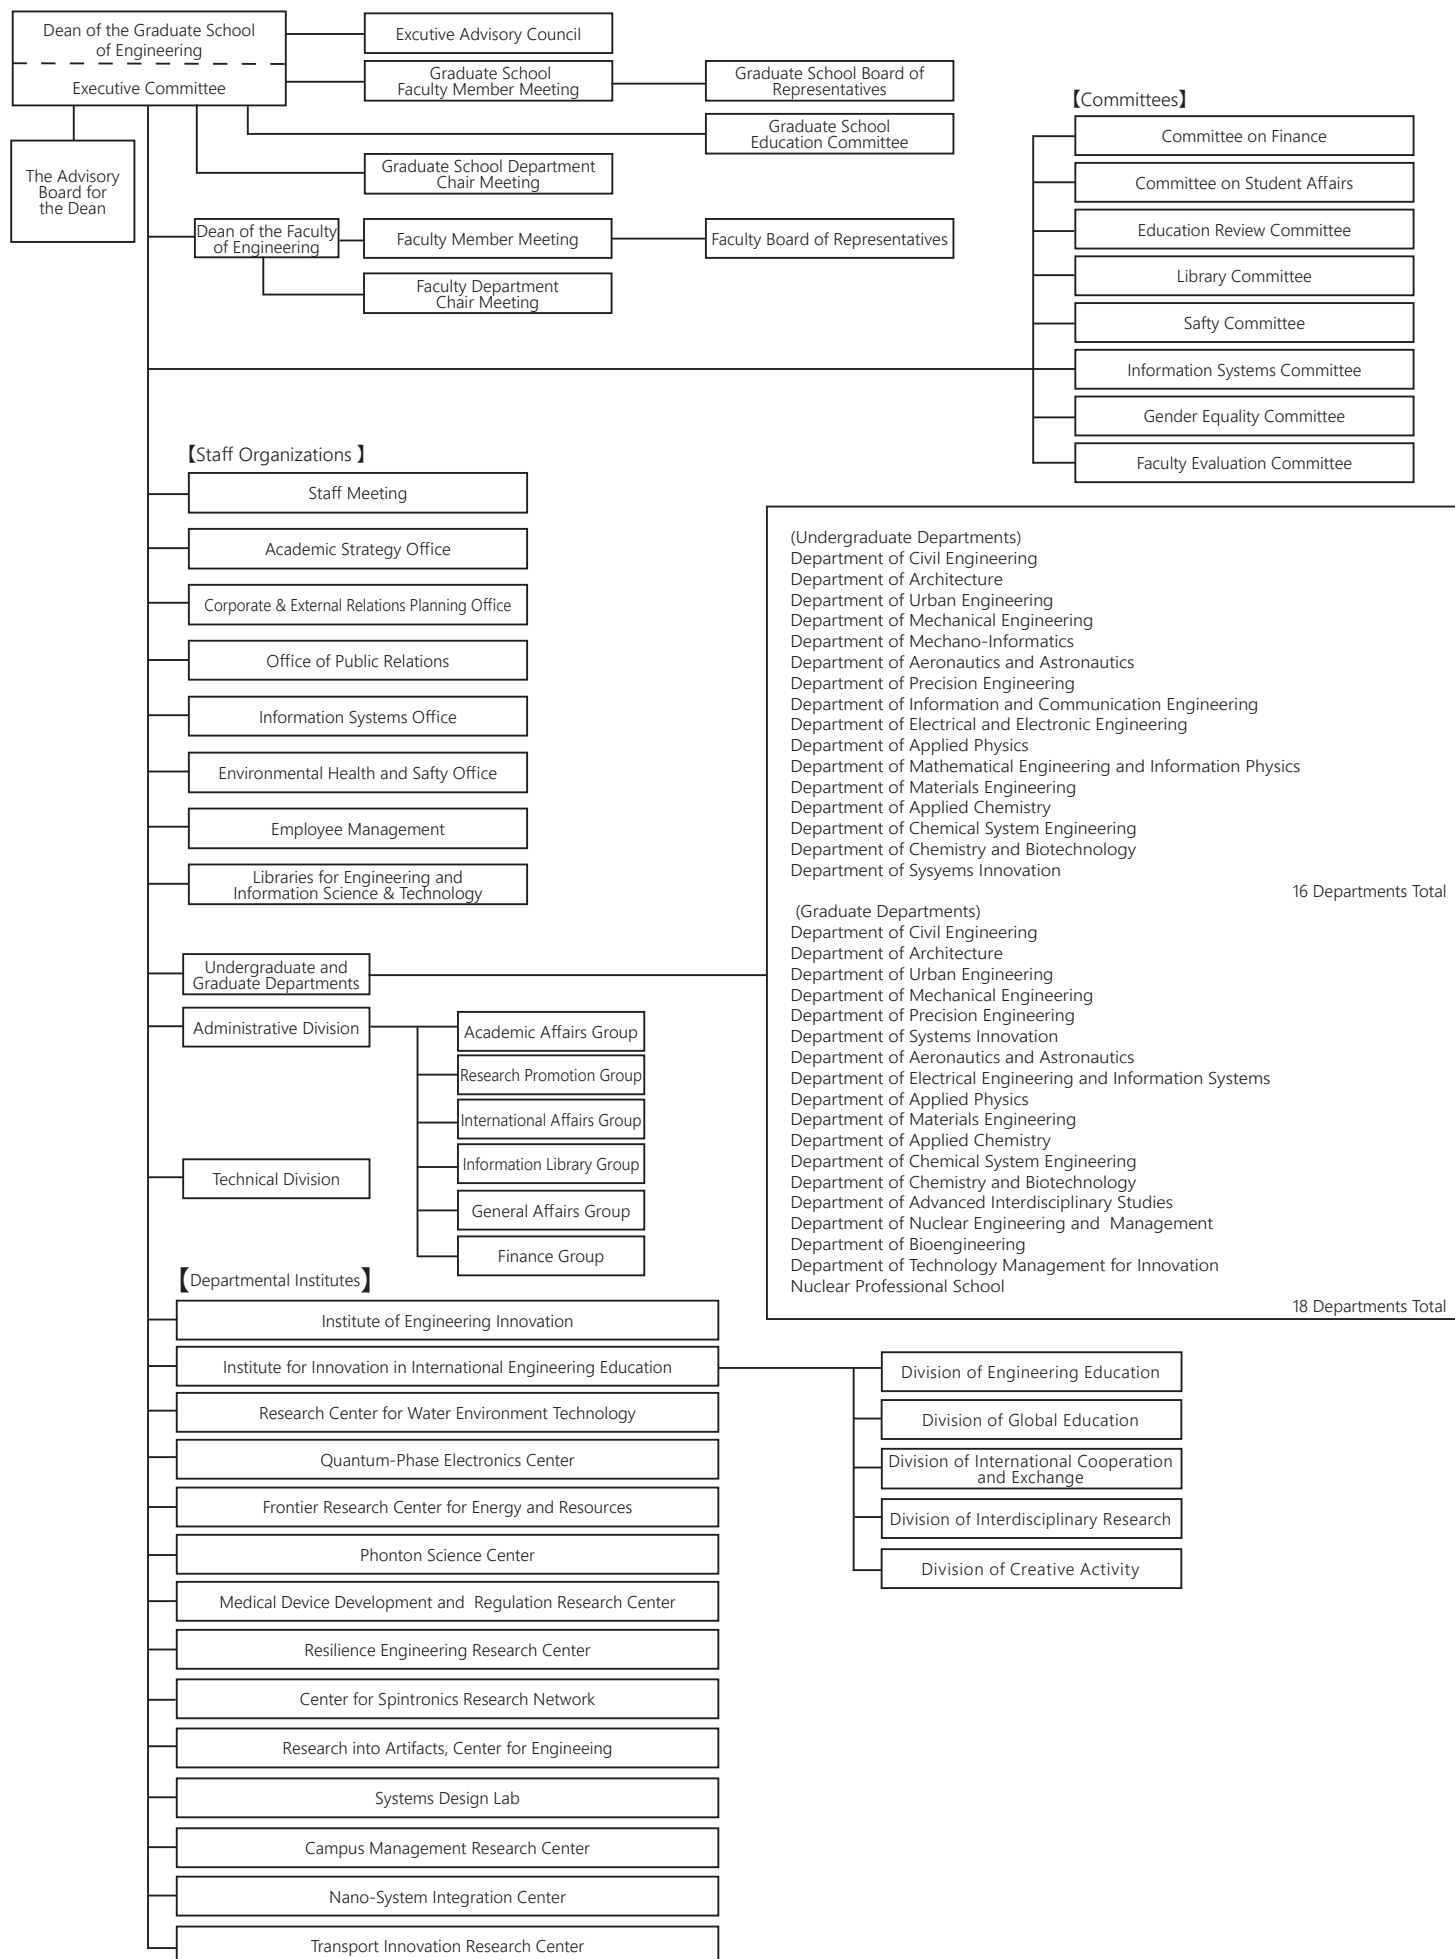 Dean of the Graduate School
of Engineering
Executive Committee
Excutive Advisory Council
Graduate School
Faculty Member Meeting
Graduate School Board of
Representatives
Graduate School
Education Committee
Graduate School Department
Chair Meeting
The Advisory
Board for
the Dean
Dean of the Faculty
of Engineering
Faculty Member Meeting
Faculty Board of Representatives
Faculty Department
Chair Meeting
【Committees】
Committee on Finance
Committee on Student Affairs
Education Review Committee
Library Committee
Safty Committee
Information Systems Committee
Gender Equality Committee
Faculty Evaluation Committee
【Staff Organizations 】
Staff Meeting
Academic Strategy Office
Corporate & External Relations Planning Office
Office of Public Relations
Information Systems Office
Environmental Health and Safty Office
Employee Management
Libraries for Engineering and
Information Science & Technology
Undergraduate and
Graduate Departments
(Undergraduate Departments)
Department of Civil Engineering
Department of Architecture
Department of Urban Engineering
Department of Mechanical Engineering
Department of Mechano-Informatics
Department of Aeronautics and Astronautics
Department of Precision Engineering
Department of Information and Communication Engineering
Department of Electrical and Electronic Engineering
Department of Applied Physics
Department of Mathematical Engineering and Information Physics
Department of Materials Engineering
Department of Applied Chemistry
Department of Chemical System Engineering
Department of Chemistry and Biotechnology
Department of Sysyems Innovation
16 Departments Total
(Graduate Departments)
Department of Civil Engineering
Department of Architecture
Department of Urban Engineering
Department of Mechanical Engineering
Department of Precision Engineering
Department of Systems Innovation
Department of Aeronautics and Astronautics
Department of Electrical Engineering and Information Systems
Department of Applied Physics
Department of Materials Engineering
Department of Applied Chemistry
Department of Chemical System Engineering
Department of Chemistry and Biotechnology
Department of Advanced Interdisciplinary Studies
Department of Nuclear Engineering and Management
Department of Bioengineering
Department of Technology Management for Innovation
Nuclear Professional School
18 Departments Total
Administrative Division
Academic Affairs Group
Research Promotion Group
International Affairs Group
Information Library Group
General Affairs Group
Finance Group
Technical Division
【Departmental Institutes】
Institute of Engineering Innovation
Institute for Innovation in International Engineering Education
Research Center for Water Environment Technology
Quantum-Phase Electronics Center
Frontier Research Center for Energy and Resources
Phonton Science Center
Medical Device Development and Regulation Research Center
Resilience Engineering Research Center
Center for Spintronics Research Network
Research into Artifacts, Center for Engineeing
Systems Design Lab
Campus Management Research Center
Nano-System Integration Center
Transport Innovation Research Center
Division of Engineering Education
Division of Global Education
Division of International Cooperation
and Exchange
Division of Interdisciplinary Research
Division of Creative Activity